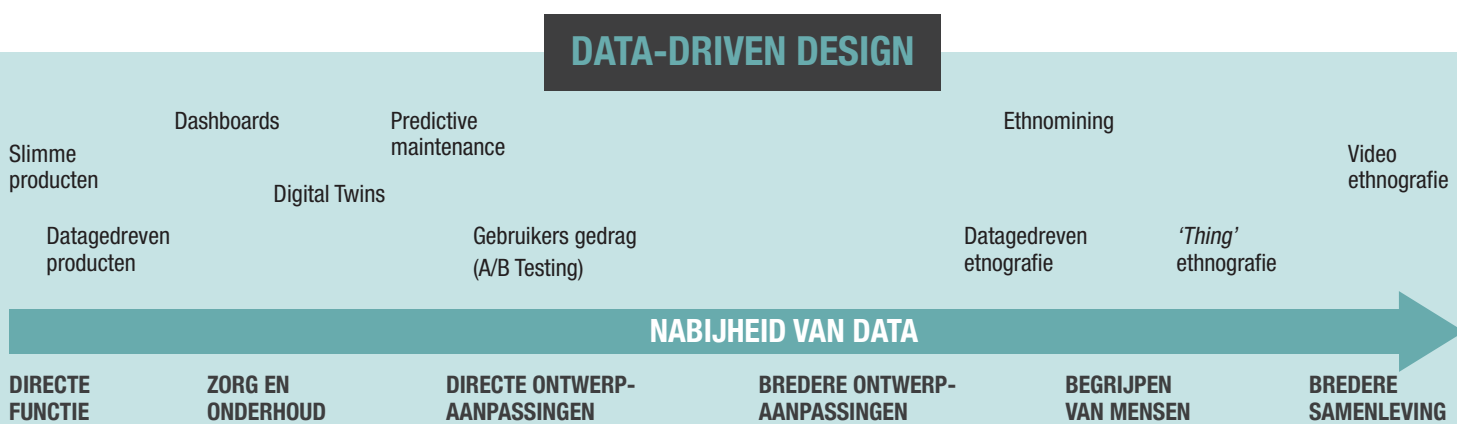 DATA-DRIVEN DESIGN
Slimme
producten
Datagedreven
producten
Dashboards
Digital Twins
Predictive
maintenance
Gebruikers gedrag
(A/B Testing)
Datagedreven
etnografie
Ethnomining
'Thing'
ethnografie
Video
ethnografie
NABIJHEID VAN DATA
DIRECTE
FUNCTIE
ZORG EN
ONDERHOUD
DIRECTE ONTWERP-
AANPASSINGEN
BREDERE ONTWERP-
AANPASSINGEN
BEGRIJPEN
VAN MENSEN
BREDERE
SAMENLEVING